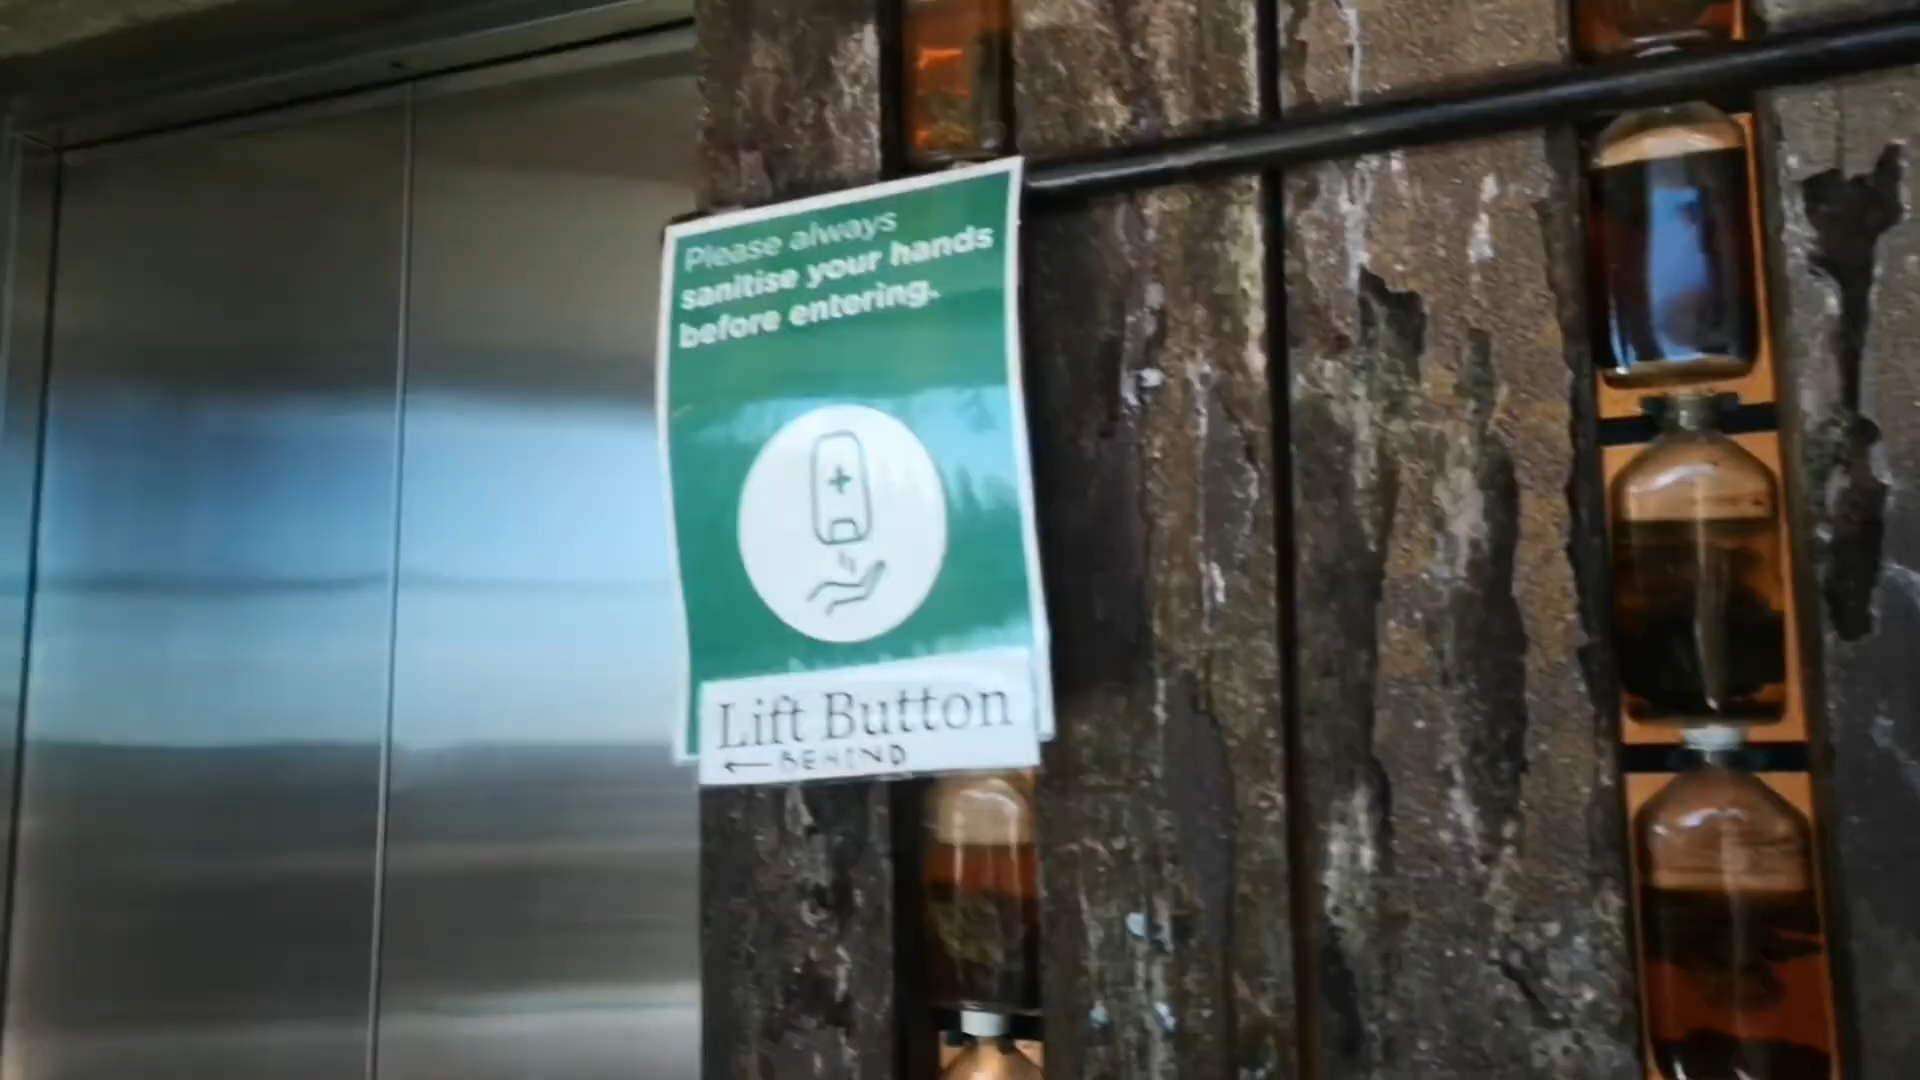 Please always
sanitise your hands
before entering.
Lift Button
← BEHIND